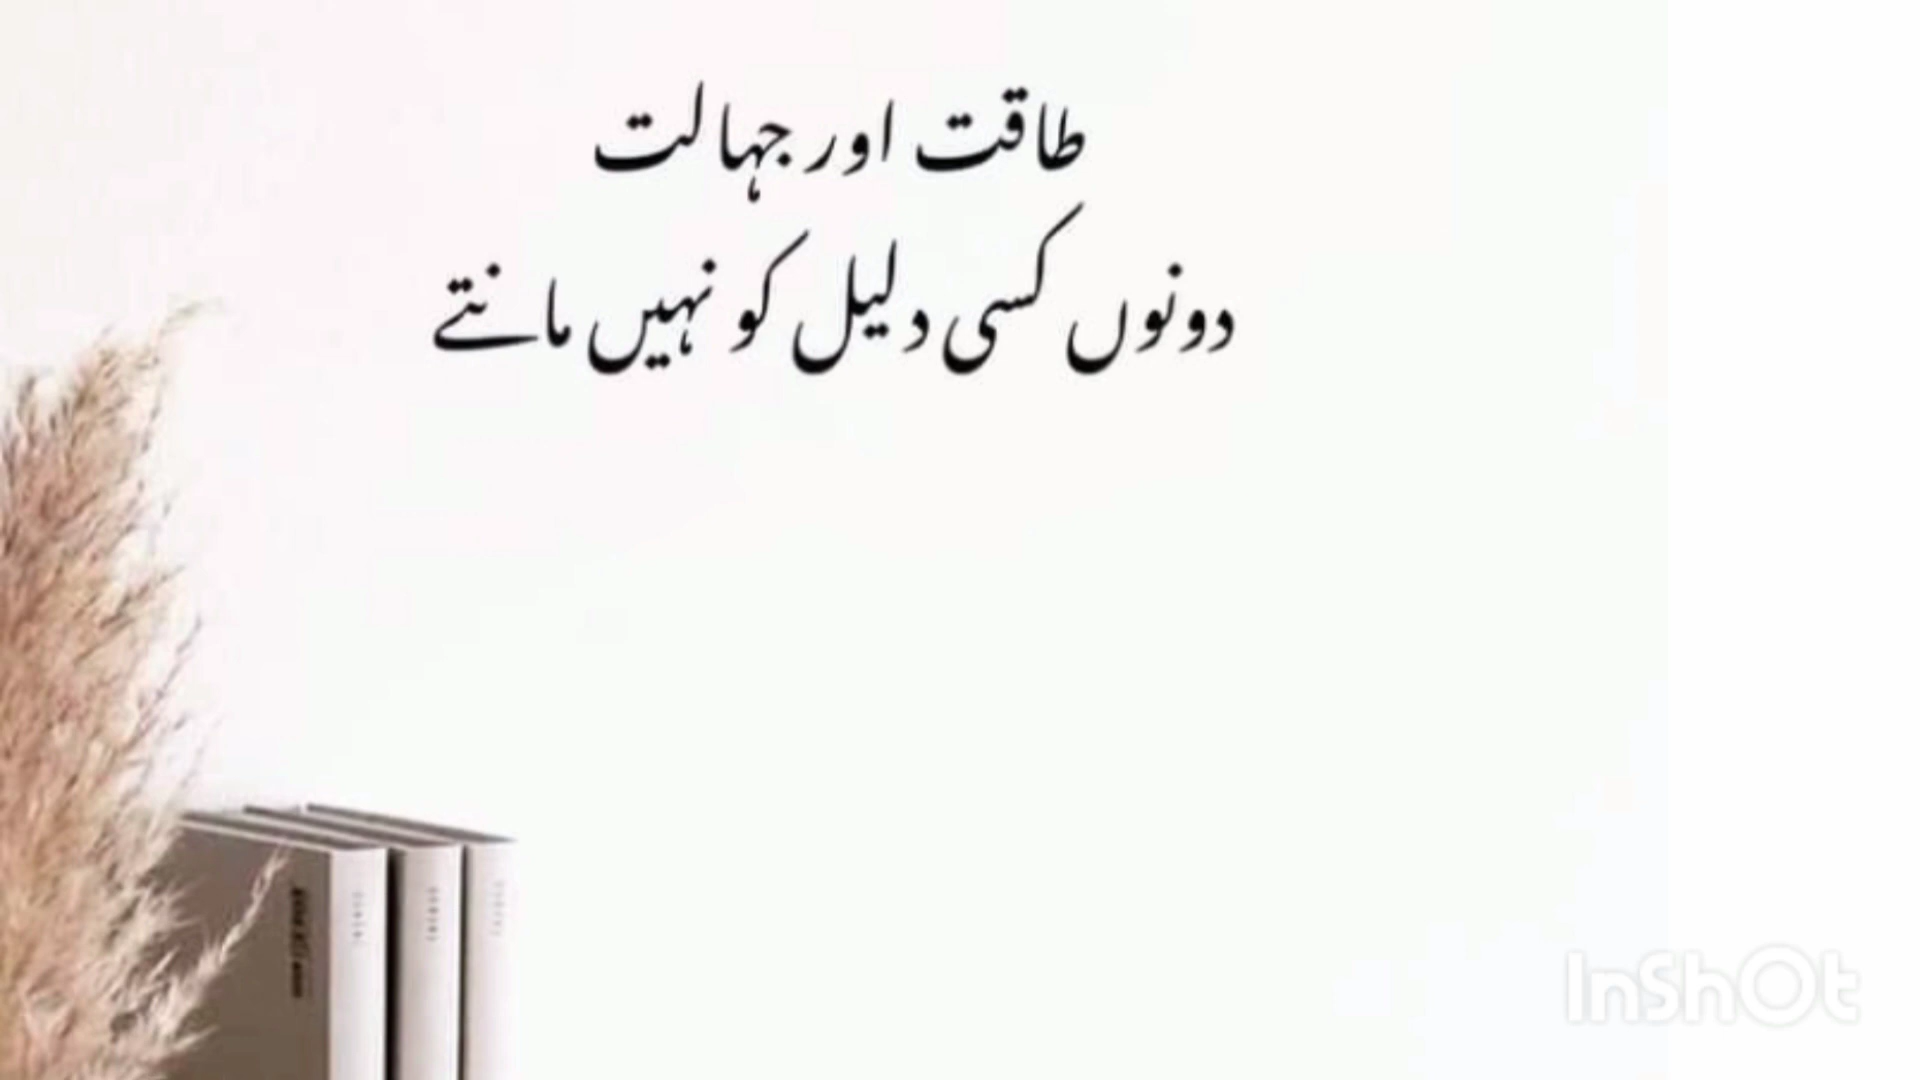 طاقت اور جہالت
دونوں کسی دلیل کو نہیں مانتے
InShOt